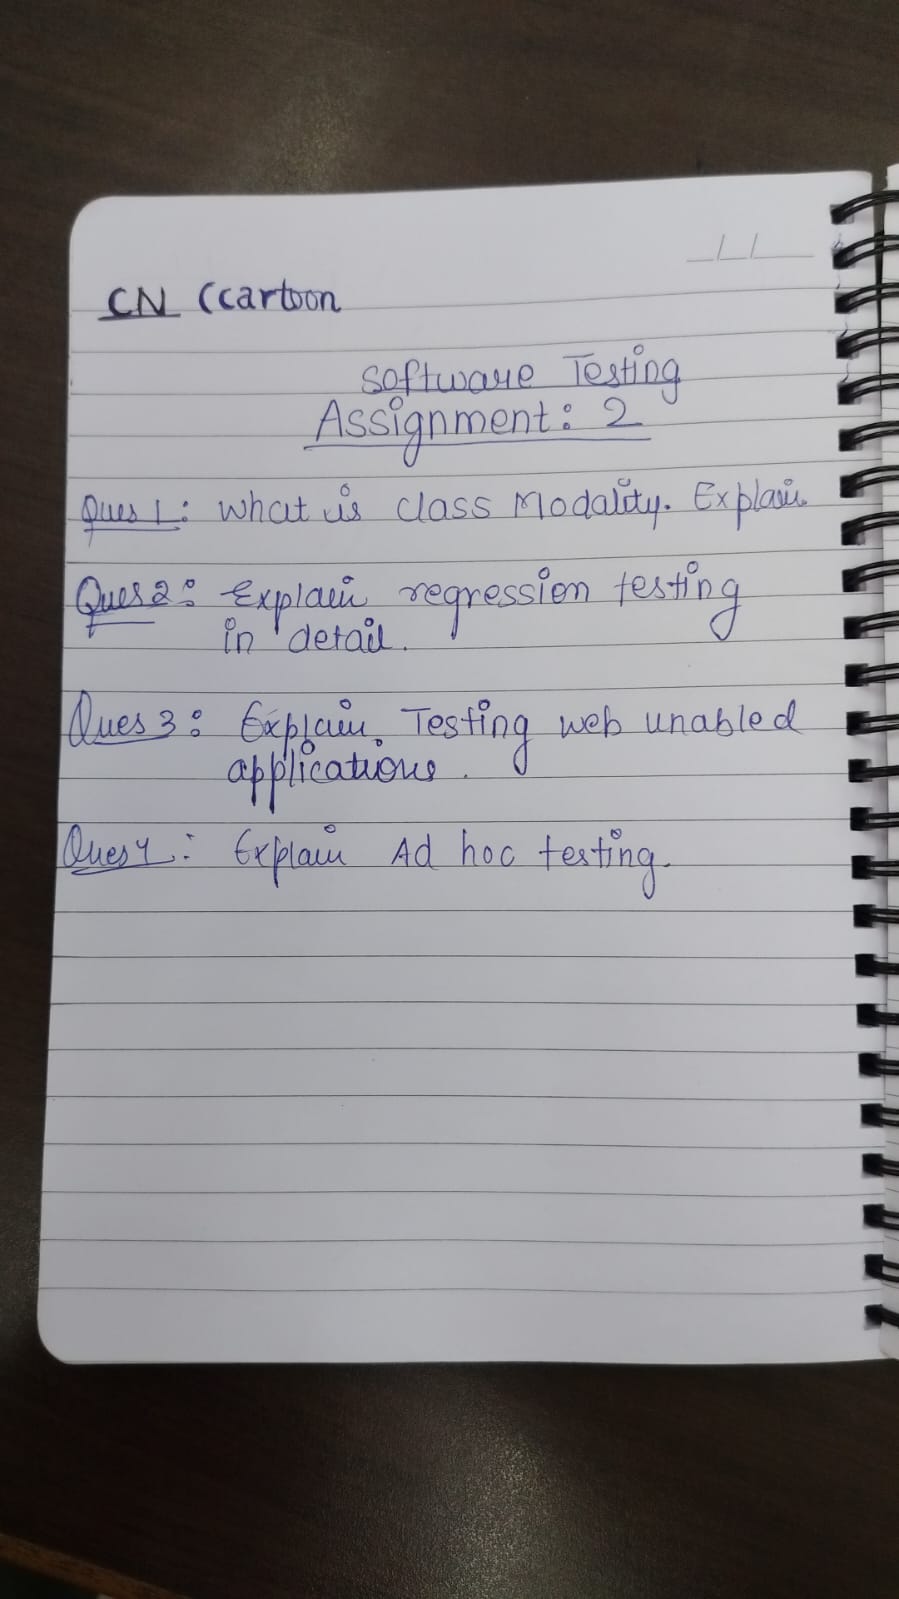 CN (cartoon
Software Testing
Assignment: 2
Ques 1: What is class Modality. Explain
Ques 2: Explain regression testing
in detail.
Ques 3: Explain Testing web unabled
applications.
Ques 4: Explain Ad hoc testing.